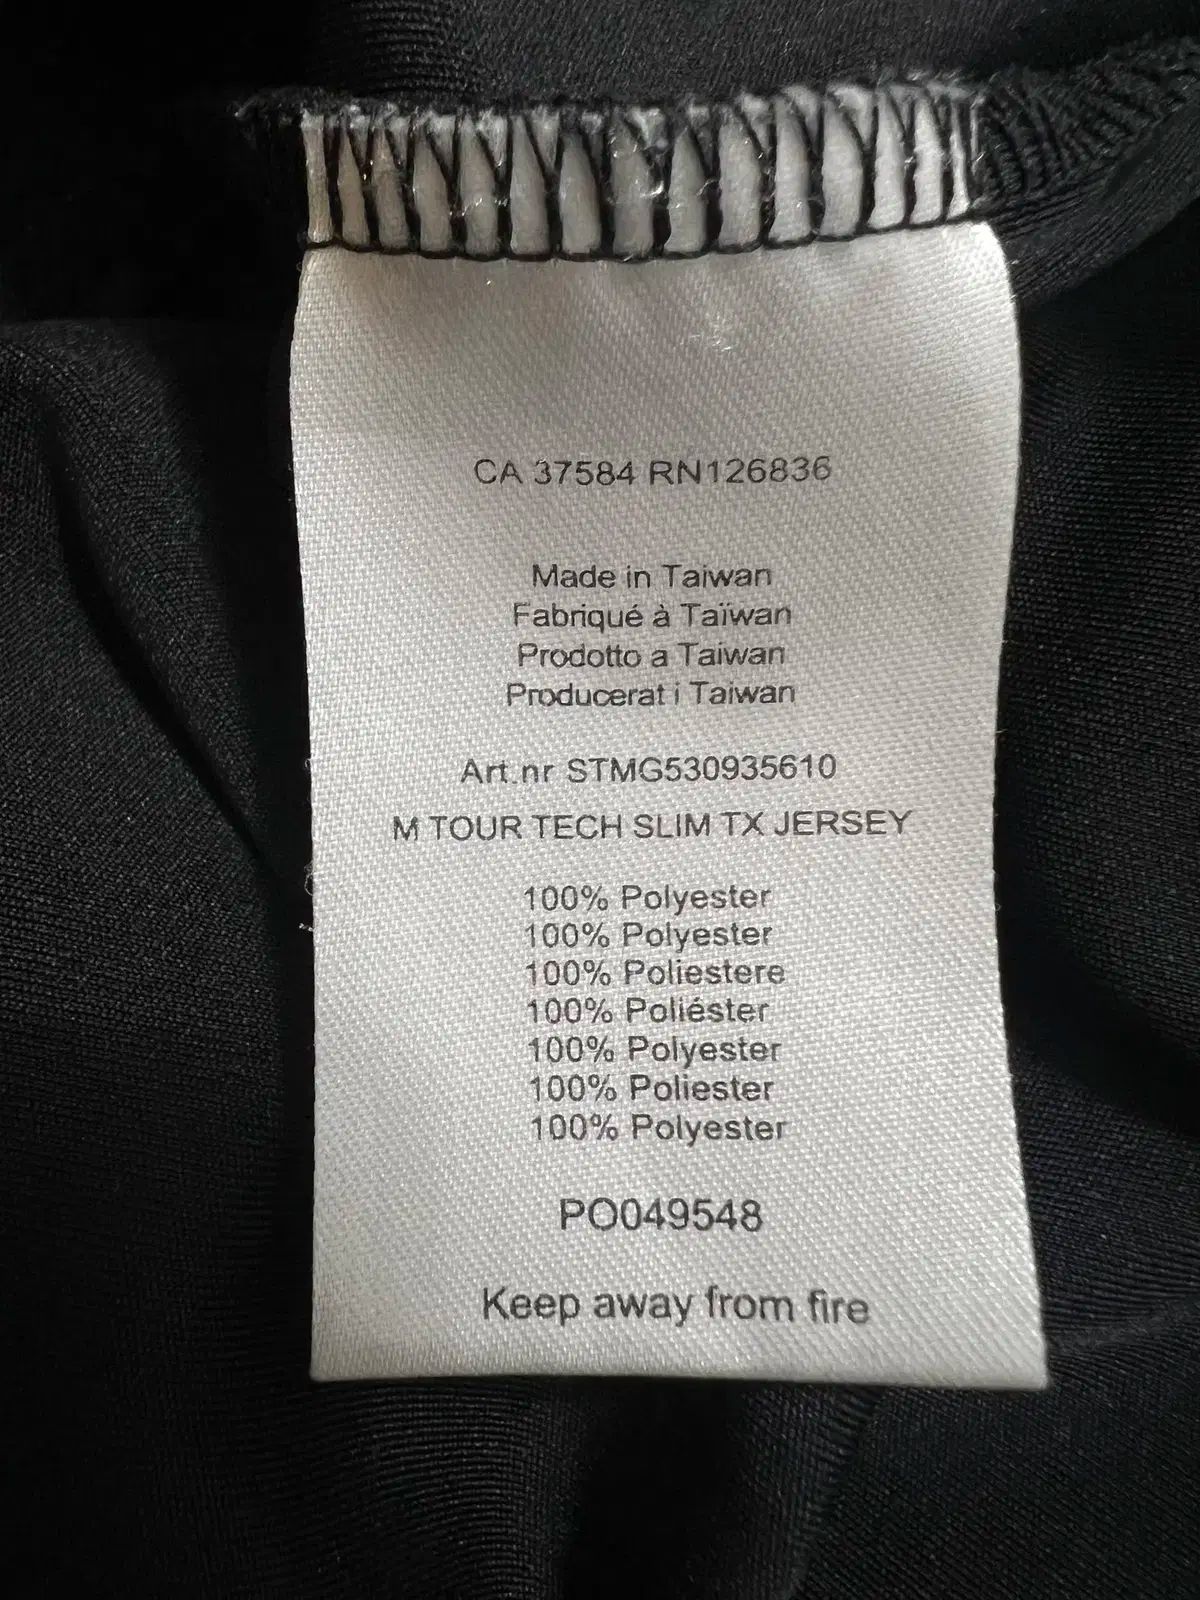 CA 37584 RN126836
Made in Taiwan
Fabriqué à Taïwan
Prodotto a Taiwan
Producerat i Taiwan
Art.nr STMG530935610
M TOUR TECH SLIM TX JERSEY
100% Polyester
100% Polyester
100% Poliestere
100% Poliéster
100% Polyester
100% Poliester
100% Polyester
PO049548
Keep away from fire